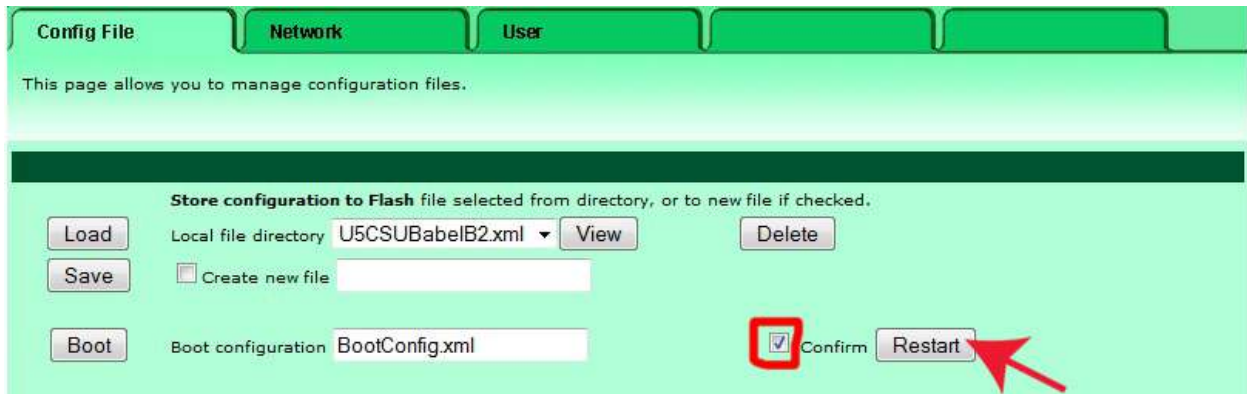 Config File Network User
This page allows you to manage configuration files.
Store configuration to Flash file selected from directory, or to new file if checked.
Load Local file directory U5CSUBabelB2.xml View Delete
Save Create new file
Boot Boot configuration BootConfig.xml Confirm Restart